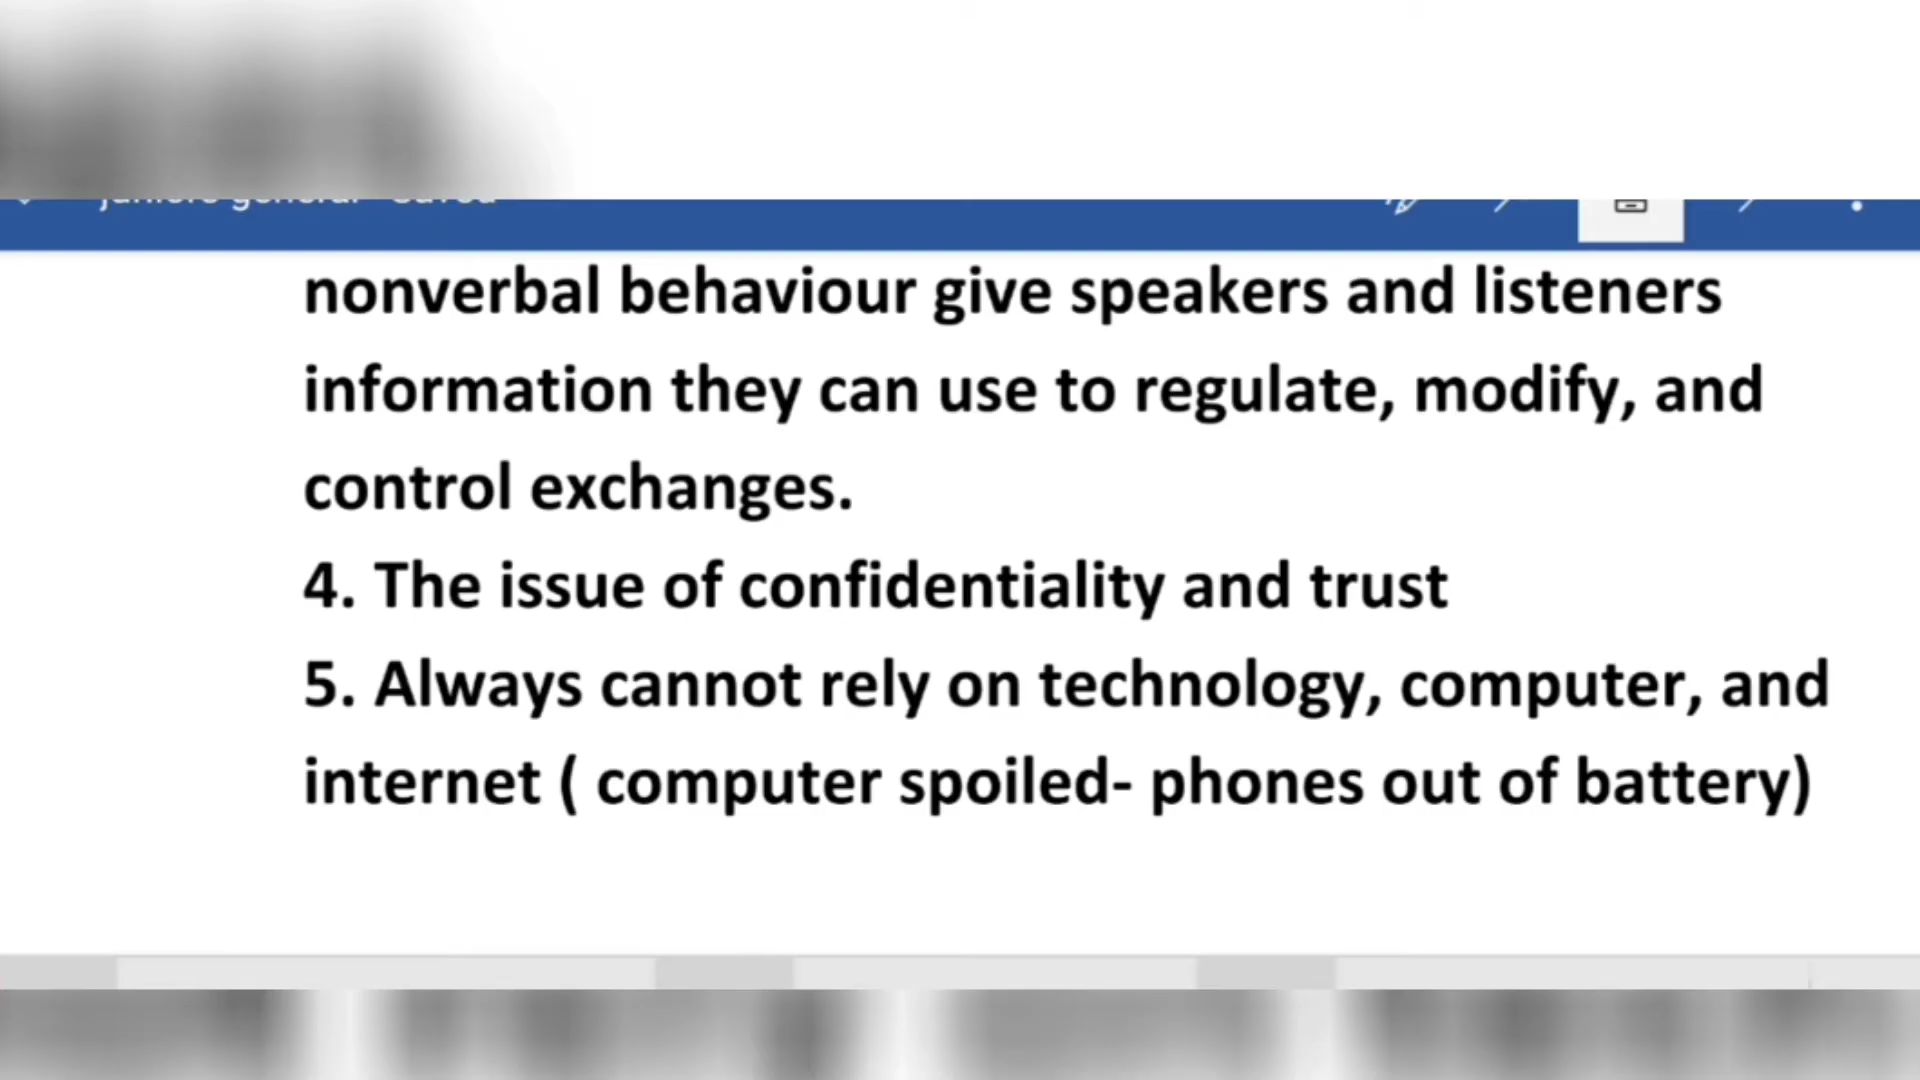 nonverbal behaviour give speakers and listeners
information they can use to regulate, modify, and
control exchanges.
4. The issue of confidentiality and trust
5. Always cannot rely on technology, computer, and
internet ( computer spoiled- phones out of battery)